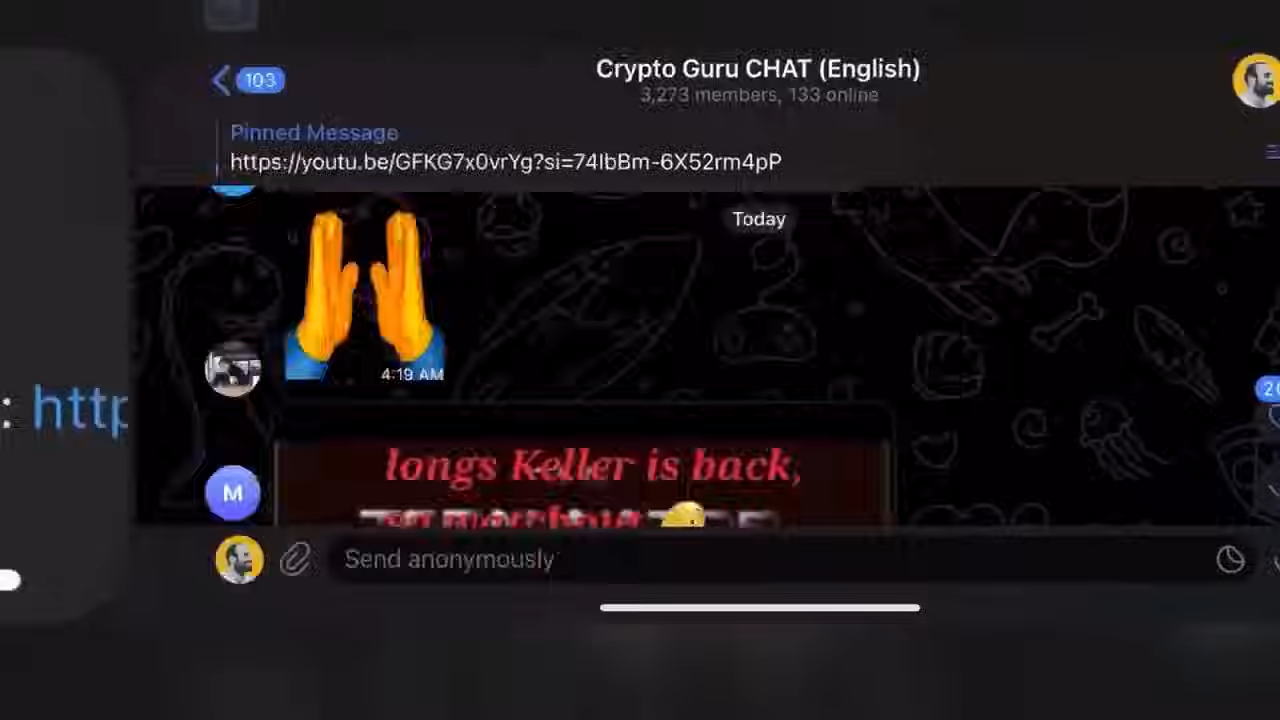 103
Crypto Guru CHAT (English)
3,273 members, 133 online
Pinned Message
https://youtu.be/GFKG7x0vrYg?si=74IbBm-6X52rm4pP
Today
4:19 AM
: http
longs Keller is back,
M
Send anonymously